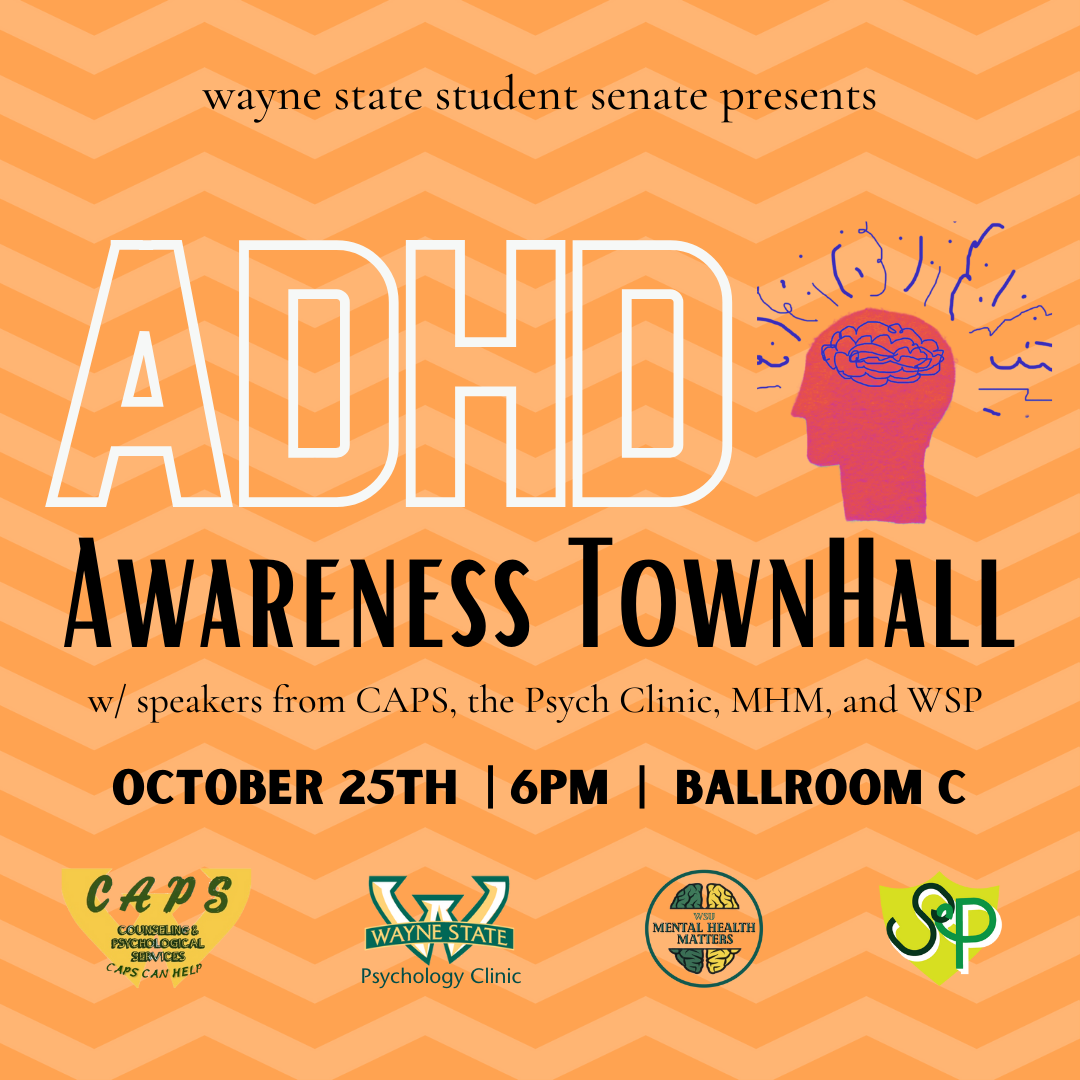 wayne state student senate presents
ADHD
AWARENESS TOWNHALL
w/ speakers from CAPS, the Psych Clinic, MHM, and WSP
OCTOBER 25TH | 6PM | BALLROOM C
CAPS
COUNSELING &
PSYCHOLOGICAL
SERVICES
CAPS CAN HELP
W
WAYNE STATE
Psychology Clinic
WSU
MENTAL HEALTH
MATTERS
SP